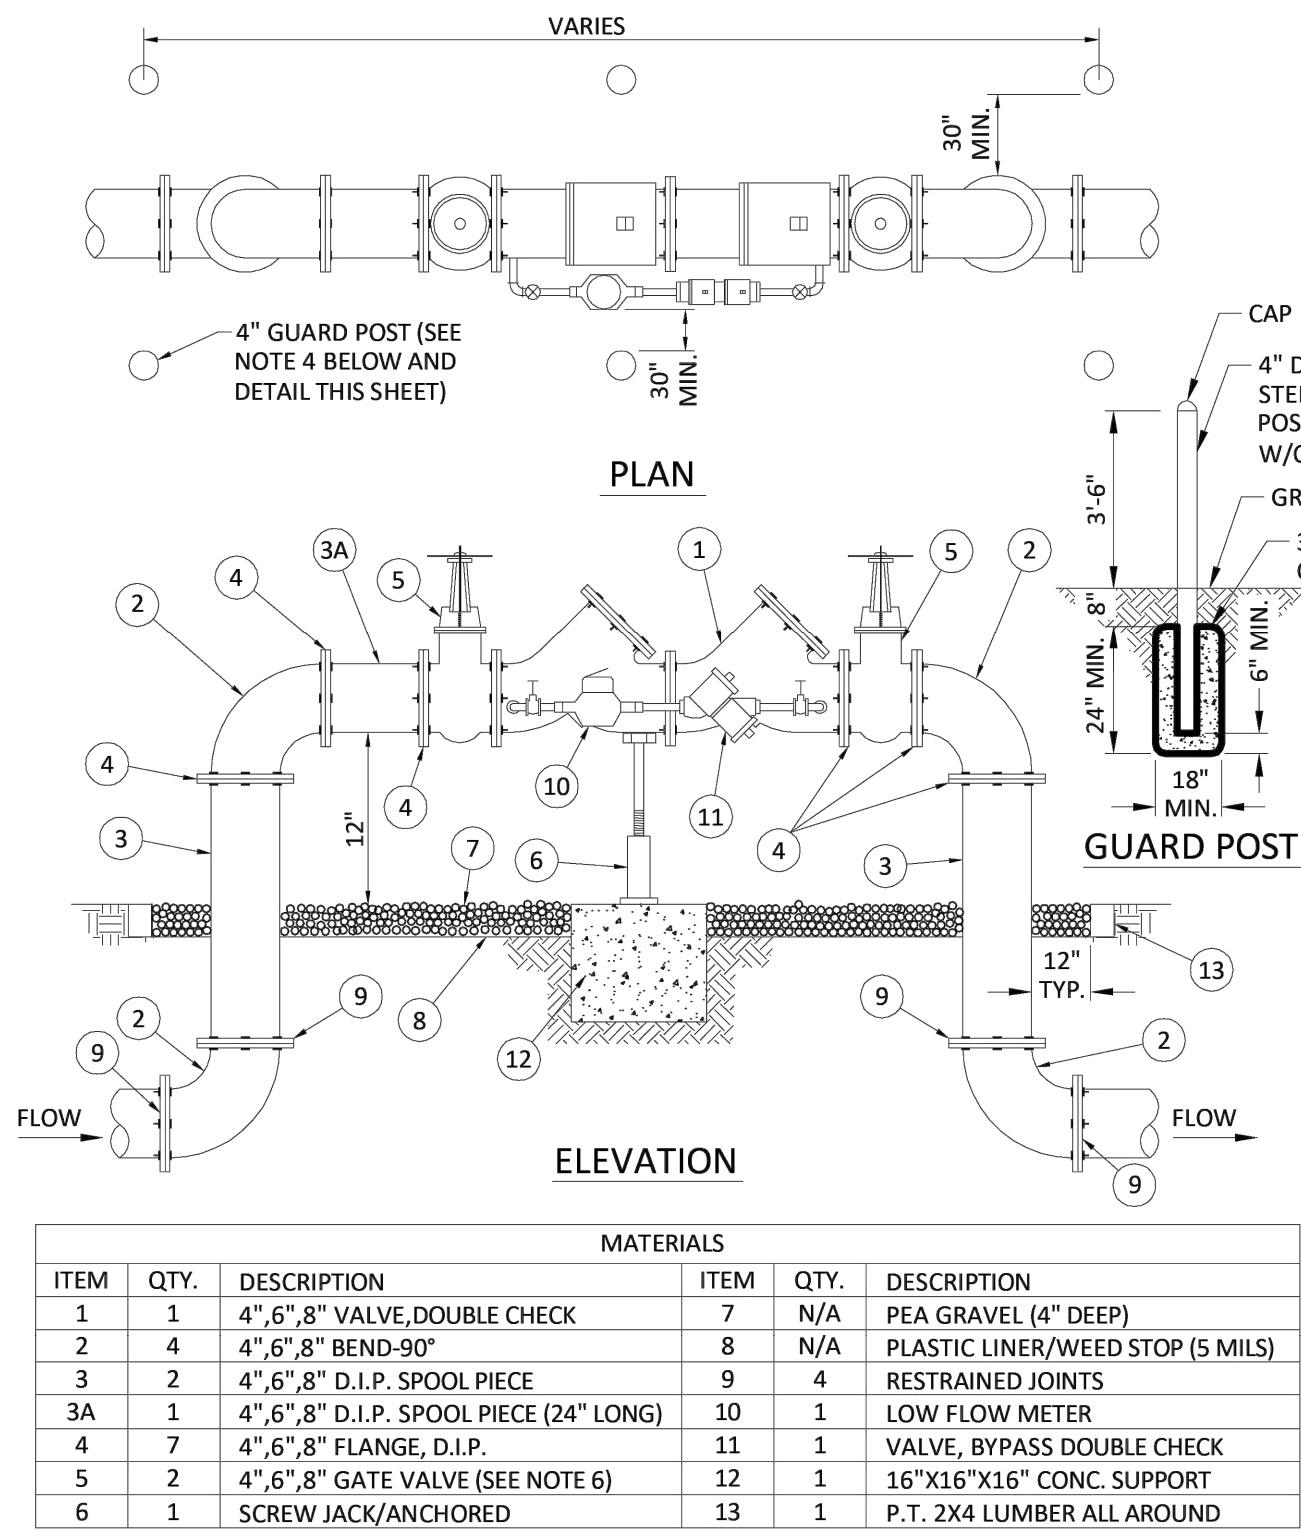 VARIES
30" MIN.
4" GUARD POST (SEE
NOTE 4 BELOW AND
DETAIL THIS SHEET)
30" MIN.
PLAN
CAP
4"
W/
3'-6"
8"
24" MIN.
6" MIN.
18"
MIN.
GUARD POST
2
4
3A
5
1
5
2
4
3
12"
4
7
10
6
11
4
3
12"
TYP.
13
9
2
9
8
12
9
2
FLOW
FLOW
9
ELEVATION
MATERIALS
ITEM QTY. DESCRIPTION ITEM QTY. DESCRIPTION
1 1 4",6",8" VALVE,DOUBLE CHECK 7 N/A PEA GRAVEL (4" DEEP)
2 4 4",6",8" BEND-90° 8 N/A PLASTIC LINER/WEED STOP (5 MILS)
3 2 4",6",8" D.I.P. SPOOL PIECE 9 4 RESTRAINED JOINTS
3A 1 4",6",8" D.I.P. SPOOL PIECE (24" LONG) 10 1 LOW FLOW METER
4 7 4",6",8" FLANGE, D.I.P. 11 1 VALVE, BYPASS DOUBLE CHECK
5 2 4",6",8" GATE VALVE (SEE NOTE 6) 12 1 16"X16"X16" CONC. SUPPORT
6 1 SCREW JACK/ANCHORED 13 1 P.T. 2X4 LUMBER ALL AROUND